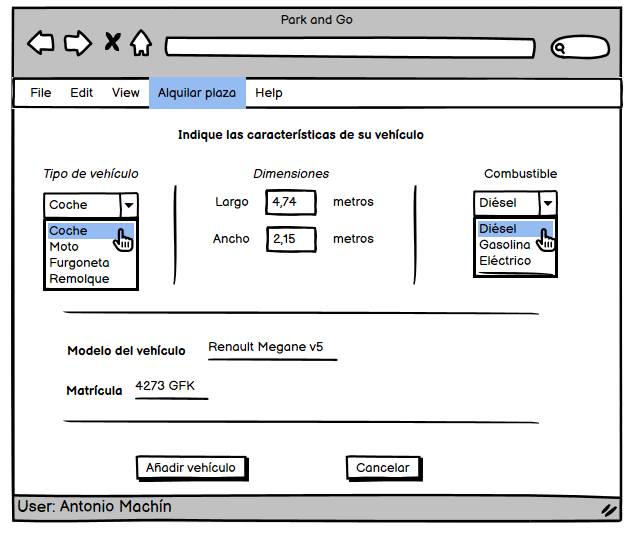 Park and Go
File Edit View Alquilar plaza Help
Indique las características de su vehículo
Tipo de vehículo
Coche
Coche
Moto
Furgoneta
Remolque
Dimensiones
Largo 4,74 metros
Ancho 2,15 metros
Combustible
Diésel
Diésel
Gasolina
Eléctrico
Modelo del vehículo Renault Megane v5
Matrícula 4273 GFK
Añadir vehículo Cancelar
User: Antonio Machín